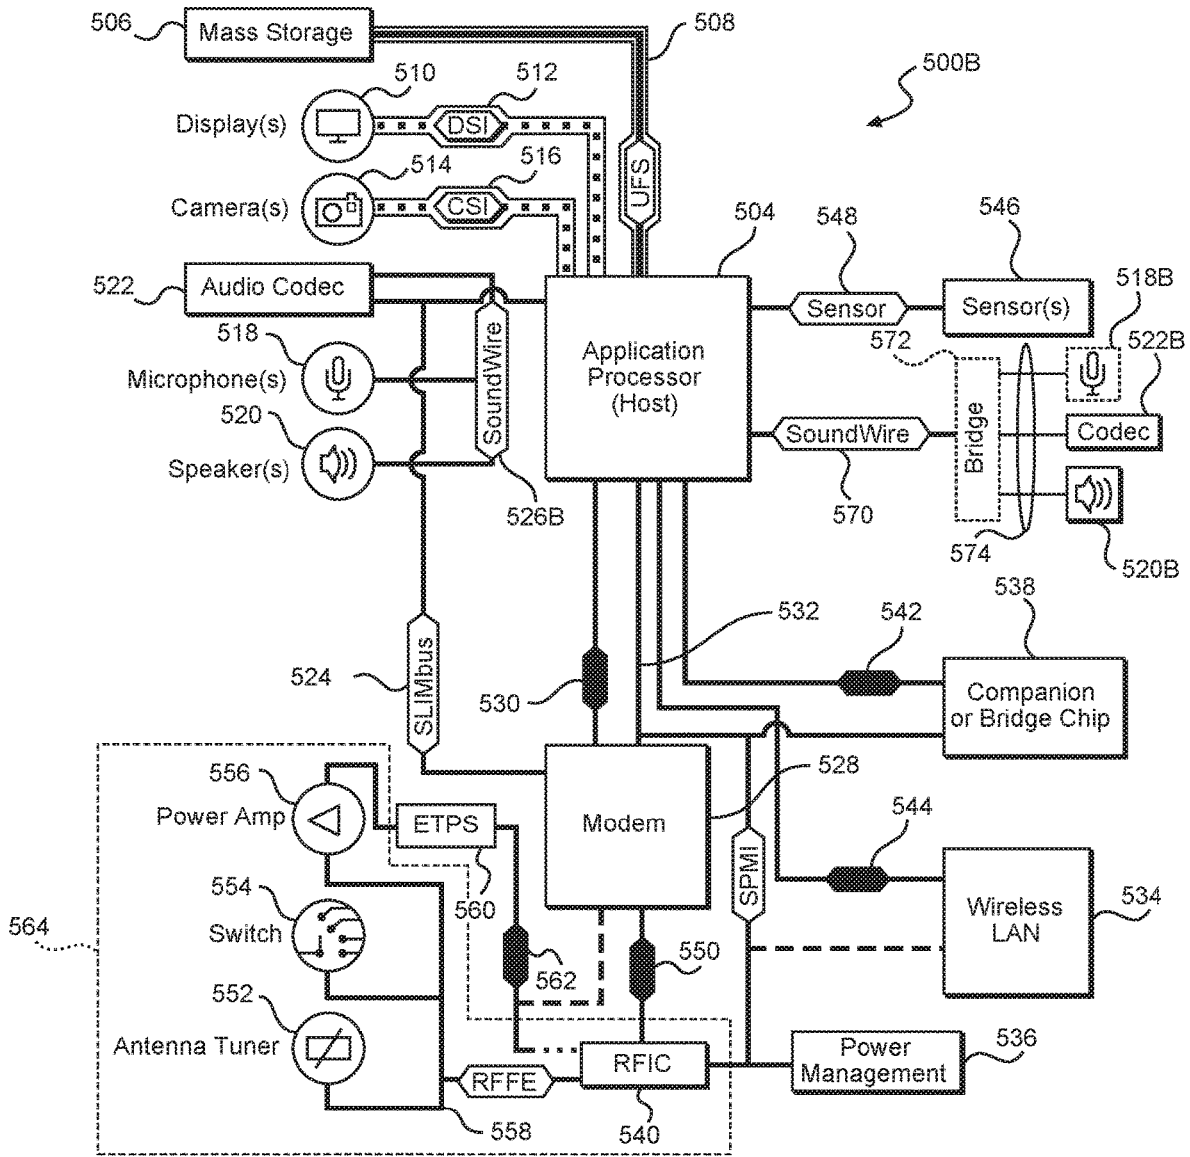 506
Mass Storage
508
500B
510
512
Display(s)
DSI
514
516
UFS
Camera(s)
CSI
504
548
546
522
Audio Codec
Sensor
Sensor(s)
518B
518
572
522B
Application
Processor
(Host)
Microphone(s)
SoundWire
520
SoundWire
Bridge
Codec
Speaker(s)
526B
570
574
520B
538
532
542
524
SLIMbus
530
Companion
or Bridge Chip
556
528
Power Amp
ETPS
Modem
544
SPMI
554
560
Wireless
LAN
534
564
Switch
562
550
552
536
Antenna Tuner
RFIC
Power
Management
RFFE
558
540